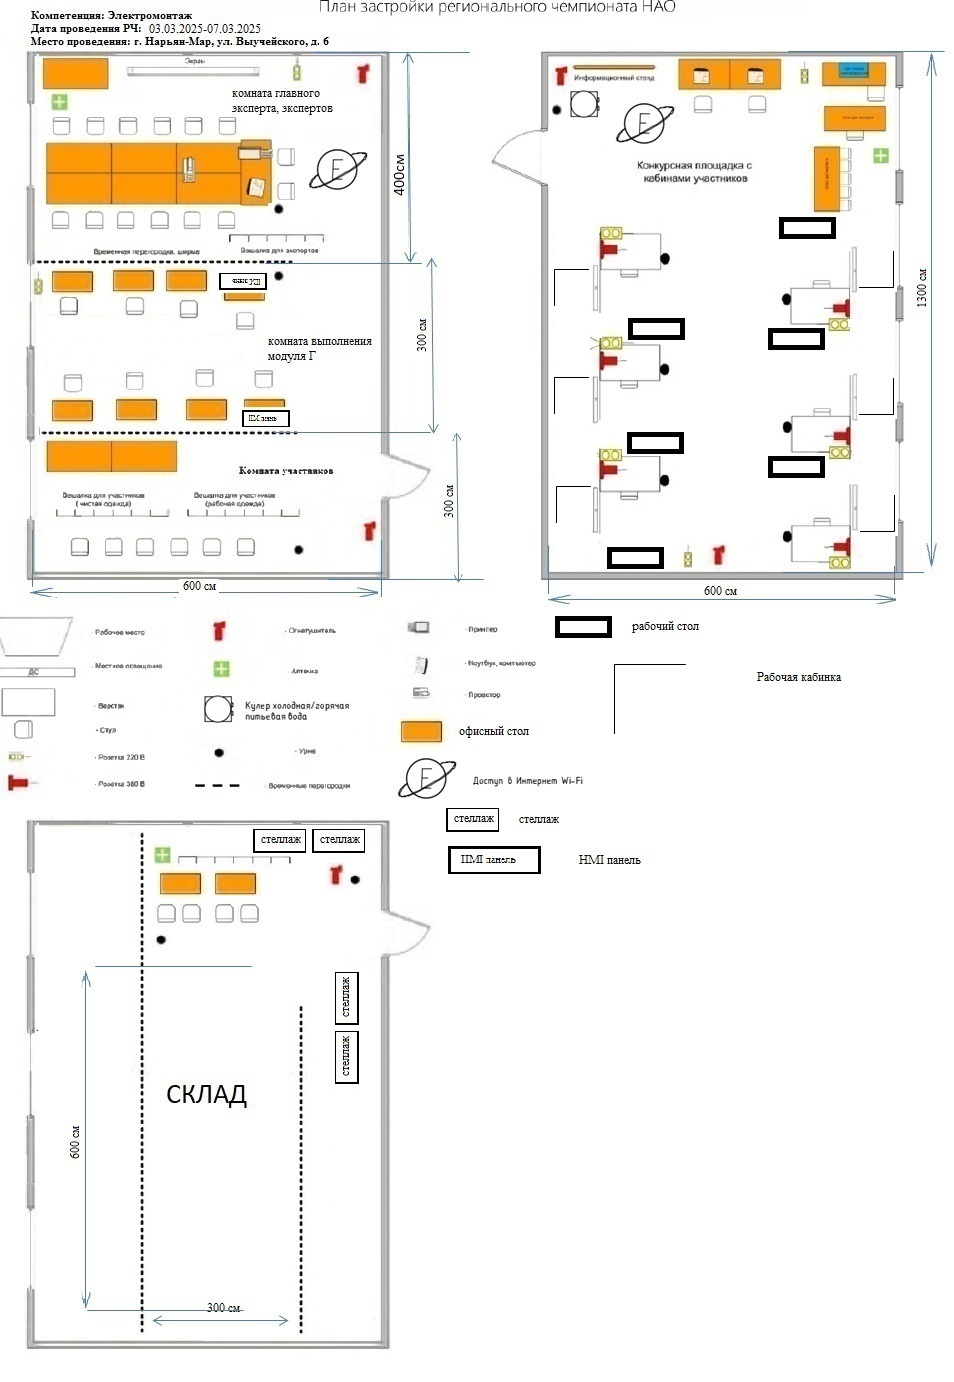 План застройки регионального чемпионата НАО
Компетенция: Электромонтаж
Дата проведения РЧ: 03.03.2025-07.03.2025
Место проведения: г. Нарьян-Мар, ул. Выучейского, д. 6
Экран
комната главного
эксперта, экспертов
400см
Временная перегородка, ширма
Вешалка для экспертов
комната выполнения
модуля Г
300 см
Комната участников
Вешалка для участников
(чистая одежда)
Вешалка для участников
(рабочая одежда)
300 см
600 см
Информационный стенд
Конкурсная площадка с
кабинами участников
1300 см
600 см
- Рабочее место
ДС
- Местное освещение
- Верстак
- Стул
- Розетка 220 В
- Розетка 380 В
- Огнетушитель
- Аптечка
Кулер холодная/горячая
питьевая вода
- Урна
- Временные перегородки
- Принтер
- Ноутбук, компьютер
- Проектор
офисный стол
Доступ в Интернет Wi-Fi
рабочий стол
Рабочая кабинка
стеллаж
стеллаж
HMI панель
HMI панель
стеллаж
стеллаж
стеллаж
стеллаж
СКЛАД
600 см
300 см